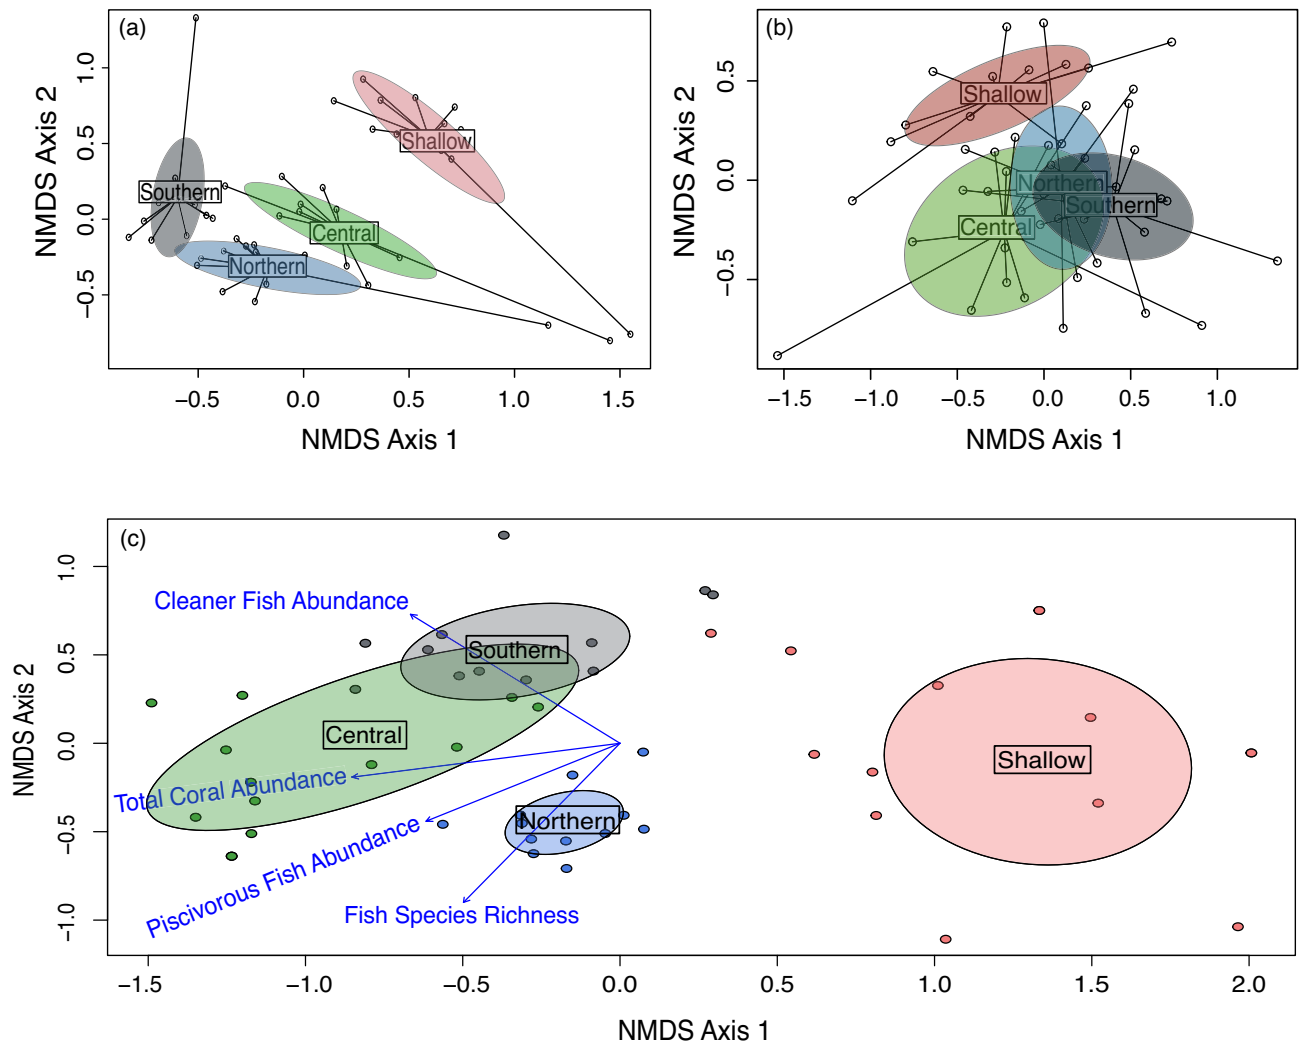 (a)
NMDS Axis 2
1.0
0.5
0.0
−0.5
Shallow
Southern
Central
Northern
−0.5 0.0 0.5 1.0 1.5
NMDS Axis 1
(b)
NMDS Axis 2
0.5
0.0
−0.5
Shallow
Northern
Southern
Central
−1.5 −1.0 −0.5 0.0 0.5 1.0
NMDS Axis 1
(c)
NMDS Axis 2
1.0
0.5
0.0
−0.5
−1.0
Cleaner Fish Abundance
Southern
Central
Shallow
Total Coral Abundance
Northern
Piscivorous Fish Abundance
Fish Species Richness
−1.5 −1.0 −0.5 0.0 0.5 1.0 1.5 2.0
NMDS Axis 1